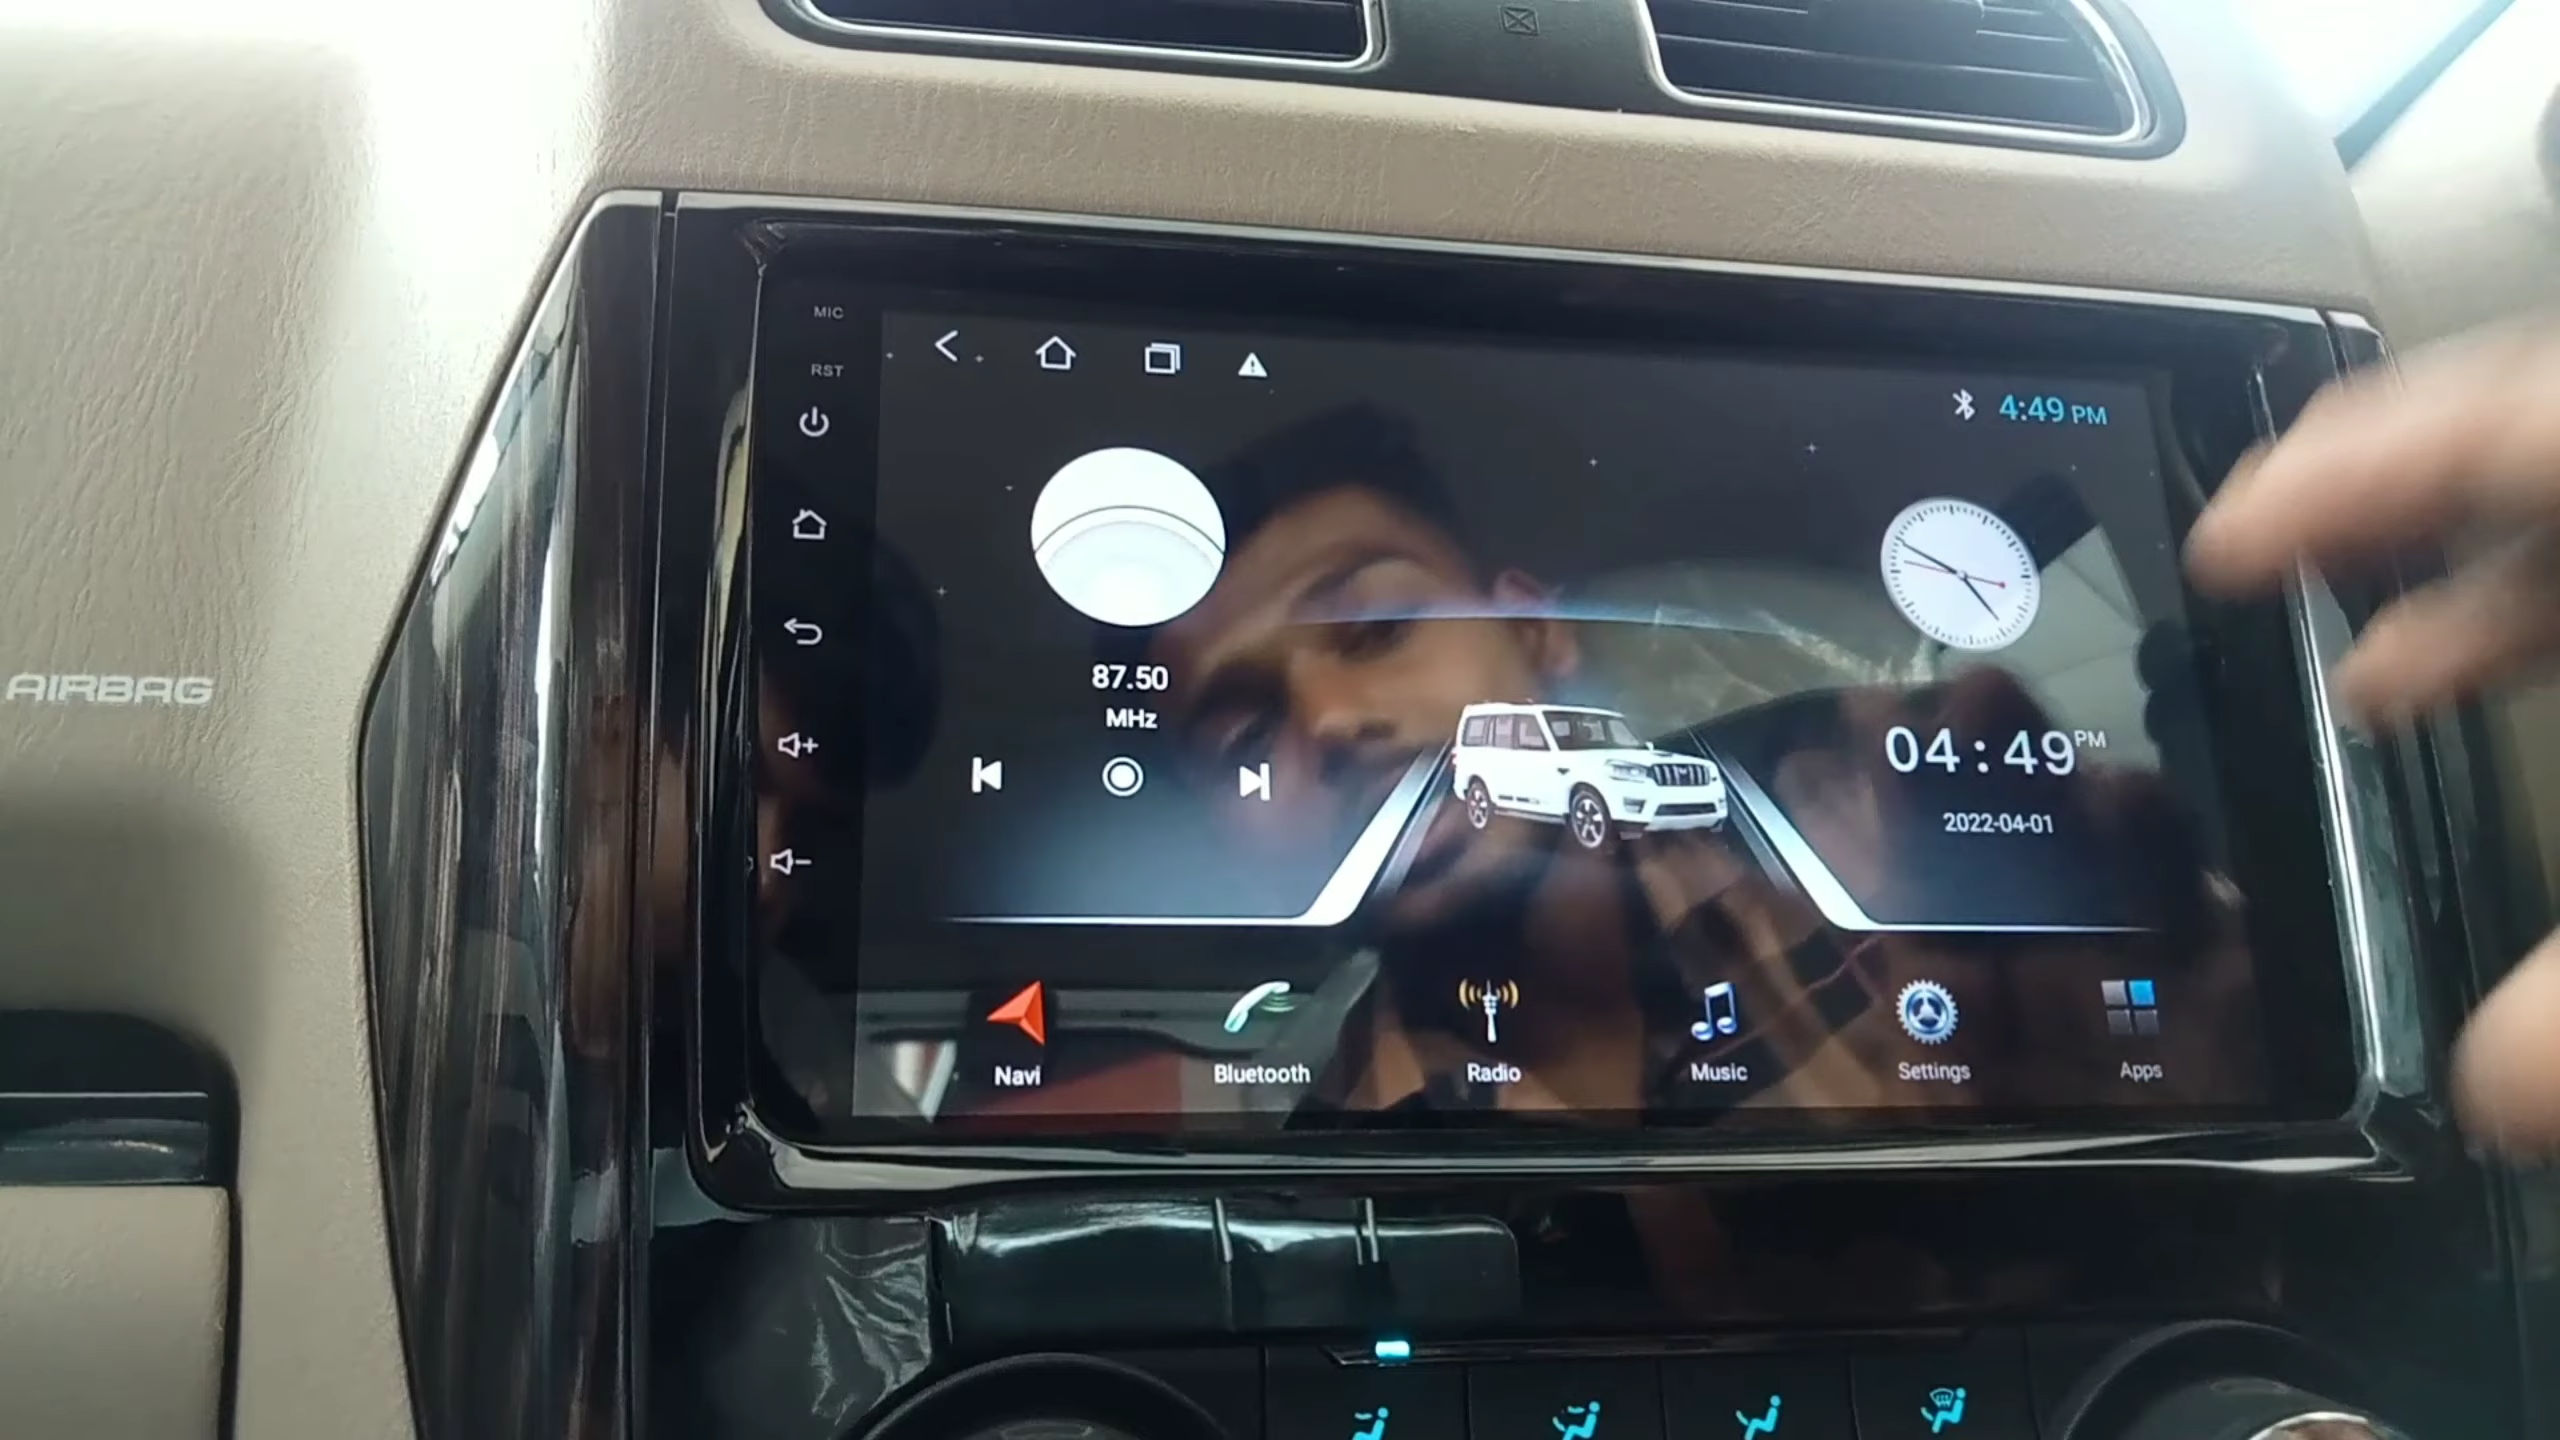 MIC
RST
4:49 PM
87.50
MHz
04:49 PM
2022-04-01
AIRBAG
Navi
Bluetooth
Radio
Music
Settings
Apps